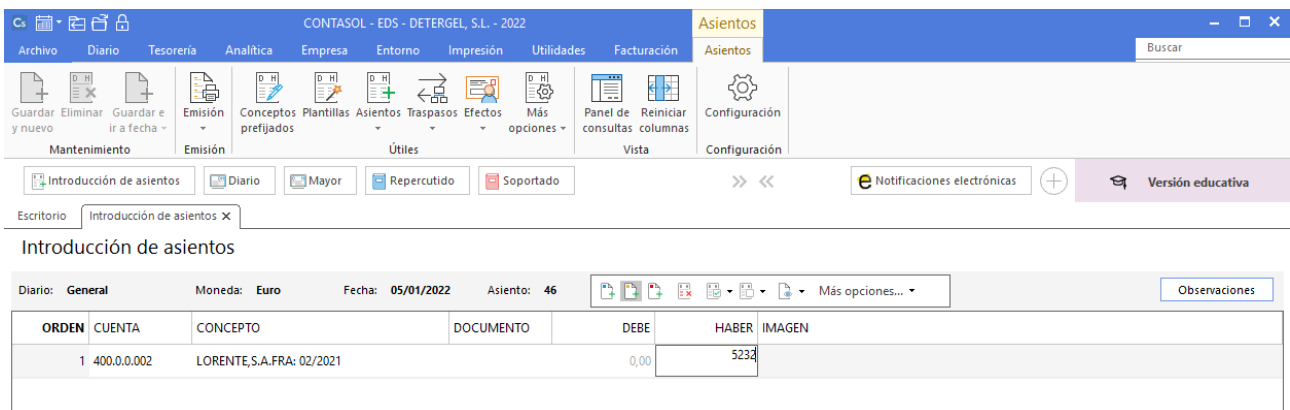 Cs CONTASOL - EDS - DETERGEL, S.L. - 2022 Asientos
Archivo Diario Tesorería Analítica Empresa Entorno Impresión Utilidades Facturación Asientos Buscar
D H D H D H D H D H
Guardar Eliminar Guardar e Emisión Conceptos Plantillas Asientos Traspasos Efectos Más Panel de Reiniciar Configuración
y nuevo ir a fecha prefijados opciones consultas columnas
Mantenimiento Emisión Útiles Vista Configuración
Introducción de asientos Diario Mayor Repercutido Soportado e Notificaciones electrónicas Versión educativa
Escritorio Introducción de asientos X
Introducción de asientos
Diario: General Moneda: Euro Fecha: 05/01/2022 Asiento: 46 Más opciones... Observaciones
ORDEN CUENTA CONCEPTO DOCUMENTO DEBE HABER IMAGEN
1 400.0.0.002 LORENTE,S.A.FRA: 02/2021 0,00 5232